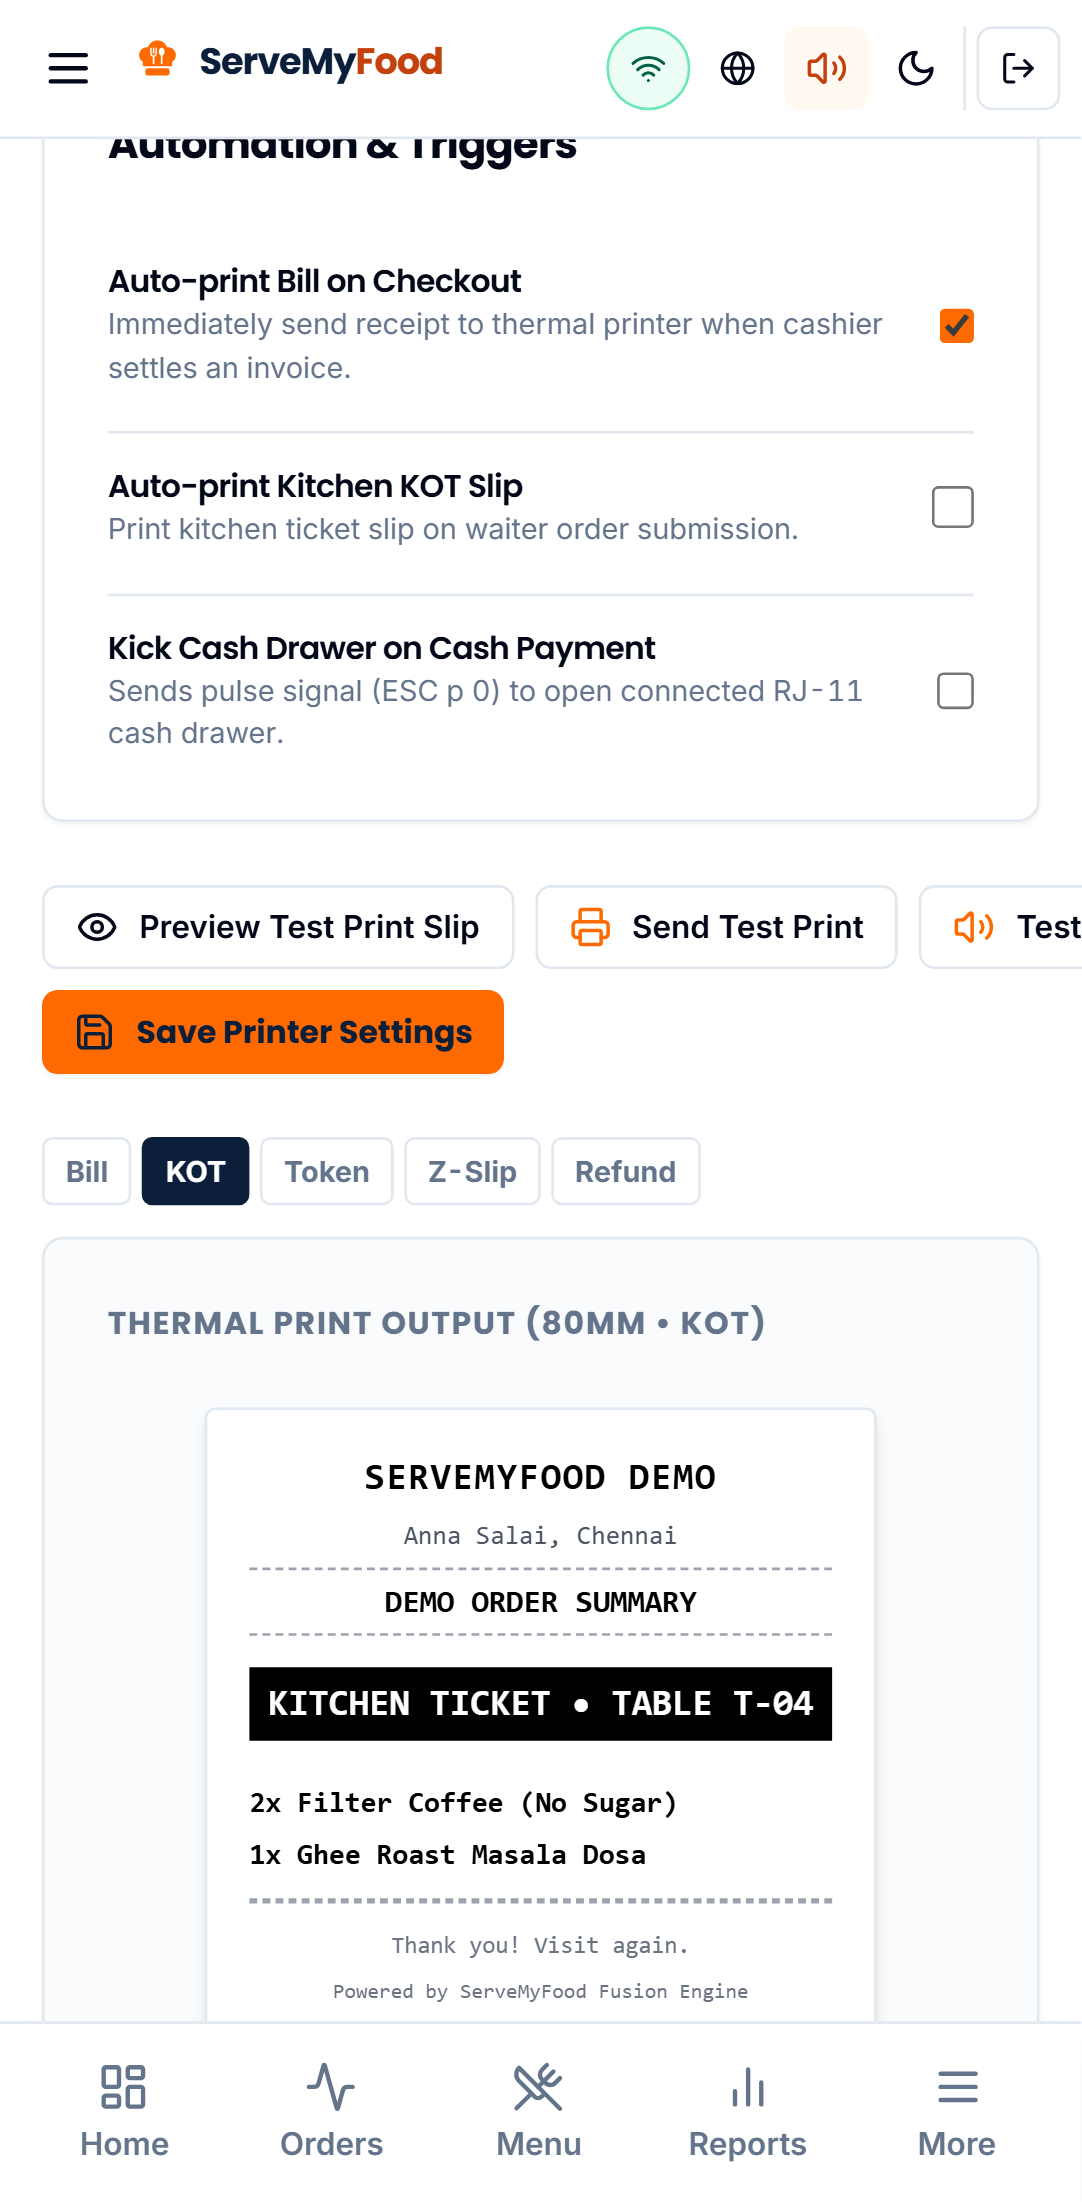 ServeMyFood
Automation & Triggers
Auto-print Bill on Checkout
Immediately send receipt to thermal printer when cashier
settles an invoice.
Auto-print Kitchen KOT Slip
Print kitchen ticket slip on waiter order submission.
Kick Cash Drawer on Cash Payment
Sends pulse signal (ESC p 0) to open connected RJ-11
cash drawer.
Preview Test Print Slip
Send Test Print
Test
Save Printer Settings
Bill
KOT
Token
Z-Slip
Refund
THERMAL PRINT OUTPUT (80MM • KOT)
SERVEMYFOOD DEMO
Anna Salai, Chennai
DEMO ORDER SUMMARY
KITCHEN TICKET • TABLE T-04
2x Filter Coffee (No Sugar)
1x Ghee Roast Masala Dosa
Thank you! Visit again.
Powered by ServeMyFood Fusion Engine
Home
Orders
Menu
Reports
More